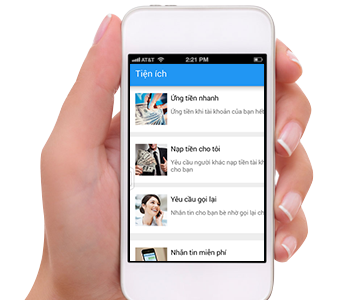 AT&T 2:21 PM
Tiện ích
Ứng tiền nhanh
Ứng tiền khi tài khoản của bạn hết
Nạp tiền cho tôi
Yêu cầu người khác nạp tiền tài kh
cho bạn
Yêu cầu gọi lại
Nhắn tin cho bạn bè nhờ gọi lại ch
Nhắn tin miễn phí